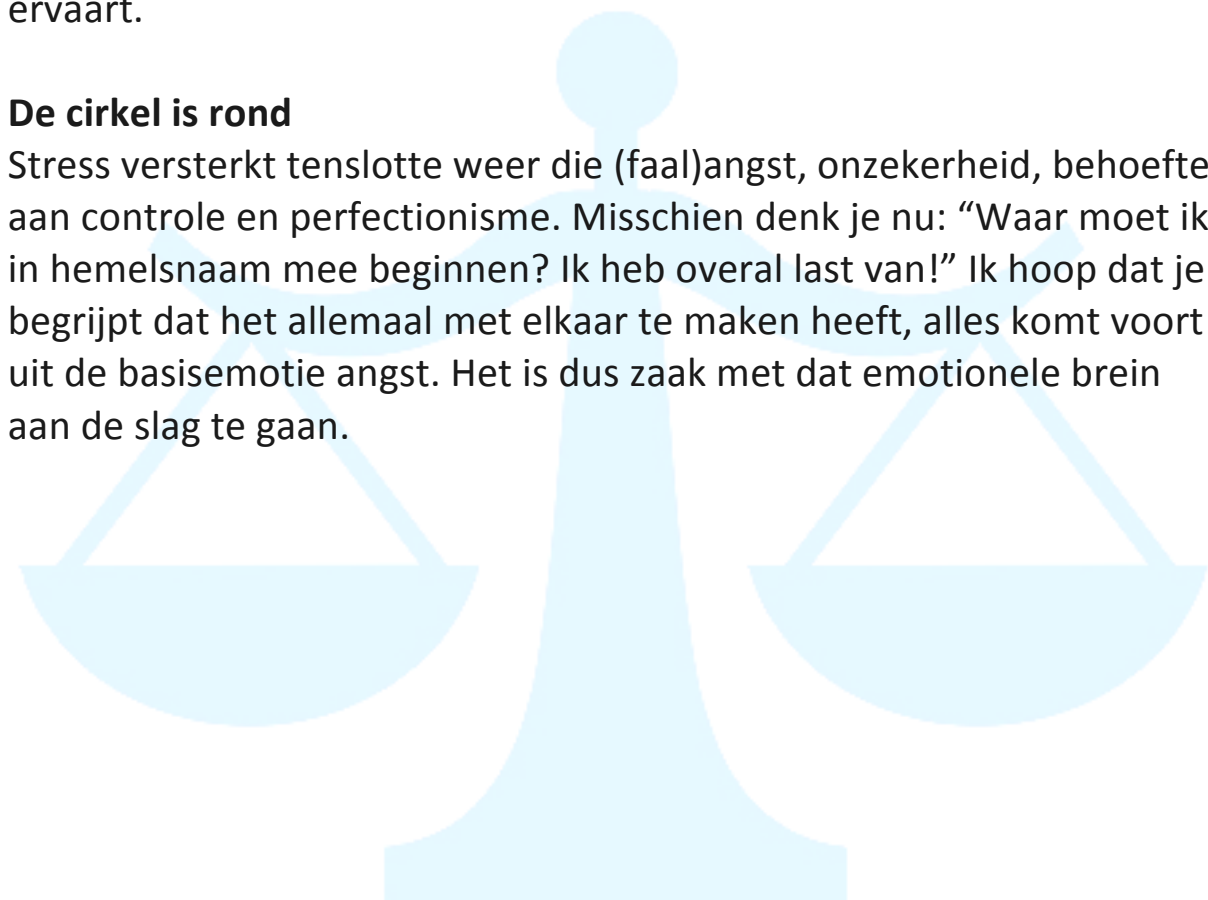 ervaart.
De cirkel is rond
Stress versterkt tenslotte weer die (faal)angst, onzekerheid, behoefte
aan controle en perfectionisme. Misschien denk je nu: “Waar moet ik
in hemelsnaam mee beginnen? Ik heb overal last van!” Ik hoop dat je
begrijpt dat het allemaal met elkaar te maken heeft, alles komt voort
uit de basisemotie angst. Het is dus zaak met dat emotionele brein
aan de slag te gaan.